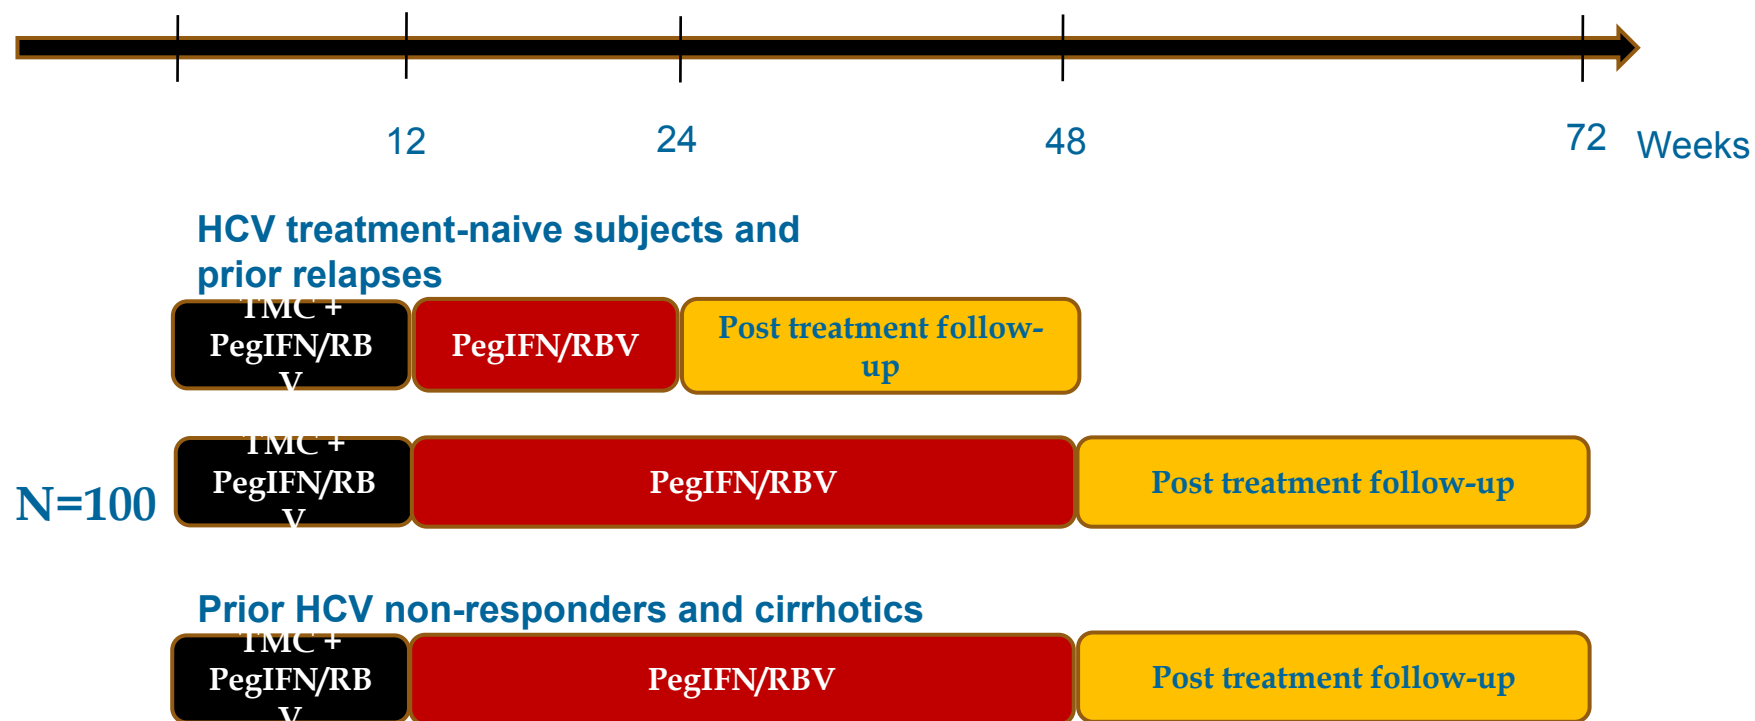 12 24 48 72 Weeks
HCV treatment-naive subjects and
prior relapses
TMC +
PegIFN/RB
V
PegIFN/RBV
Post treatment follow-
up
N=100
TMC +
PegIFN/RB
V
PegIFN/RBV
Post treatment follow-up
Prior HCV non-responders and cirrhotics
TMC +
PegIFN/RB
V
PegIFN/RBV
Post treatment follow-up